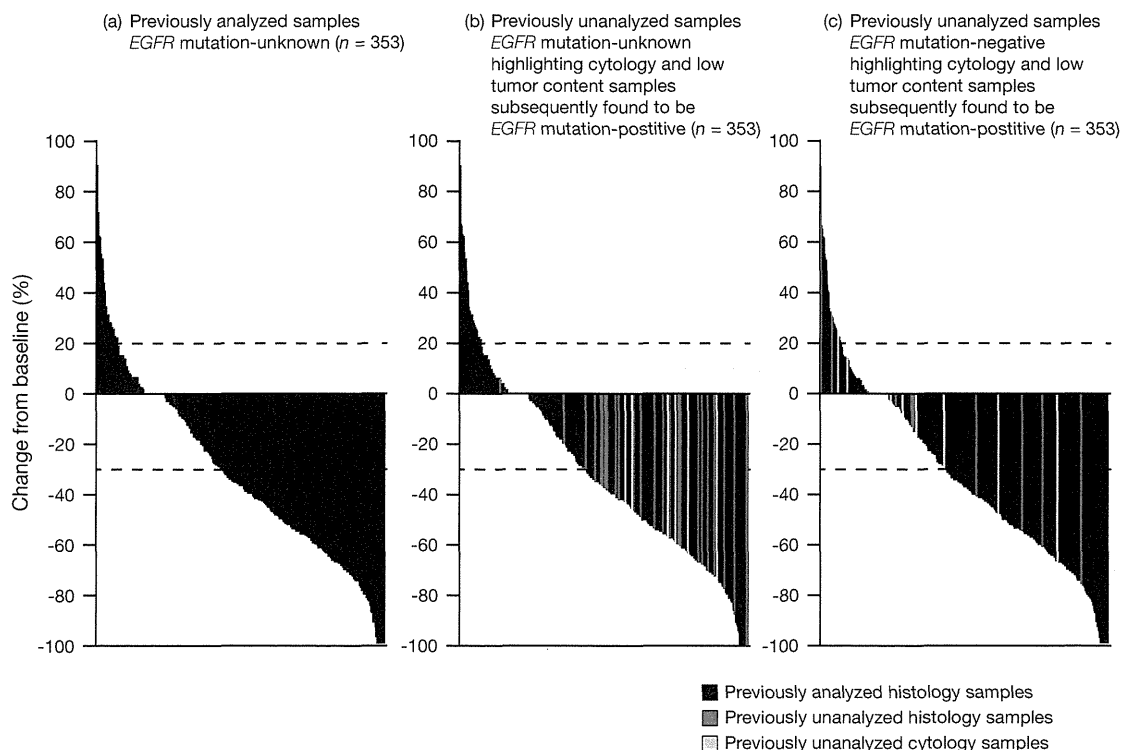 (a) Previously analyzed samples
EGFR mutation-unknown (n = 353)
(b) Previously unanalyzed samples
EGFR mutation-unknown
highlighting cytology and low
tumor content samples
subsequently found to be
EGFR mutation-postitive (n = 353)
(c) Previously unanalyzed samples
EGFR mutation-negative
highlighting cytology and low
tumor content samples
subsequently found to be
EGFR mutation-postitive (n = 353)
Change from baseline (%)
100
80
60
40
20
0
-20
-40
-60
-80
-100
100
80
60
40
20
0
-20
-40
-60
-80
-100
100
80
60
40
20
0
-20
-40
-60
-80
-100
Previously analyzed histology samples
Previously unanalyzed histology samples
Previously unanalyzed cytology samples